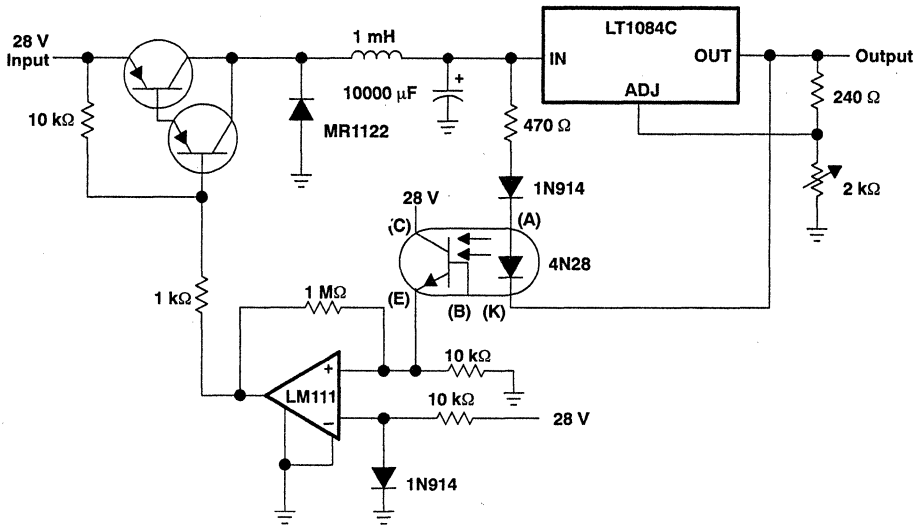 28 V
Input
10 kΩ
1 mH
10000 μF
+
MR1122
LT1084C
IN
OUT
ADJ
Output
240 Ω
2 kΩ
470 Ω
1N914
28 V
(C)
(A)
4N28
(E)
(B)
(K)
1 kΩ
1 MΩ
+
LM111
−
10 kΩ
10 kΩ
28 V
1N914